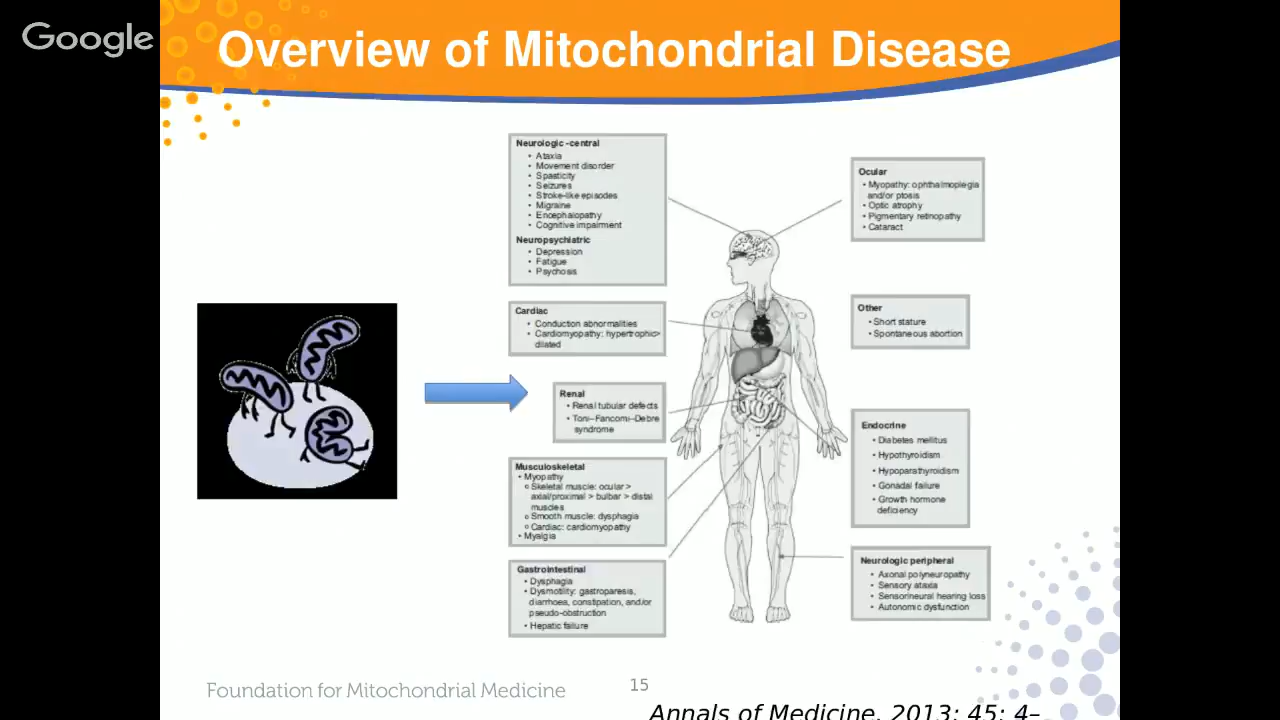 Google
Overview of Mitochondrial Disease
Neurologic -central
• Ataxia
• Movement disorder
• Spasticity
• Seizures
• Stroke-like episodes
• Migraine
• Encephalopathy
• Cognitive impairment
Neuropsychiatric
• Depression
• Fatigue
• Psychosis
Cardiac
• Conduction abnormalities
• Cardiomyopathy: hypertrophic>
dilated
Renal
• Renal tubular defects
• Toni–Fanconi–Debre
syndrome
Musculoskeletal
• Myopathy
o Skeletal muscle: ocular >
axial/proximal > bulbar > distal
muscles
o Smooth muscle: dysphagia
o Cardiac: cardiomyopathy
• Myalgia
Gastrointestinal
• Dysphagia
• Dysmotility: gastroparesis,
diarrhoea, constipation, and/or
pseudo-obstruction
• Hepatic failure
Ocular
• Myopathy: ophthalmoplegia
and/or ptosis
• Optic atrophy
• Pigmentary retinopathy
• Cataract
Other
• Short stature
• Spontaneous abortion
Endocrine
• Diabetes mellitus
• Hypothyroidism
• Hypoparathyroidism
• Gonadal failure
• Growth hormone
deficiency
Neurologic peripheral
• Axonal polyneuropathy
• Sensory ataxia
• Sensorineural hearing loss
• Autonomic dysfunction
Foundation for Mitochondrial Medicine
15
Annals of Medicine, 2013; 45: 4–